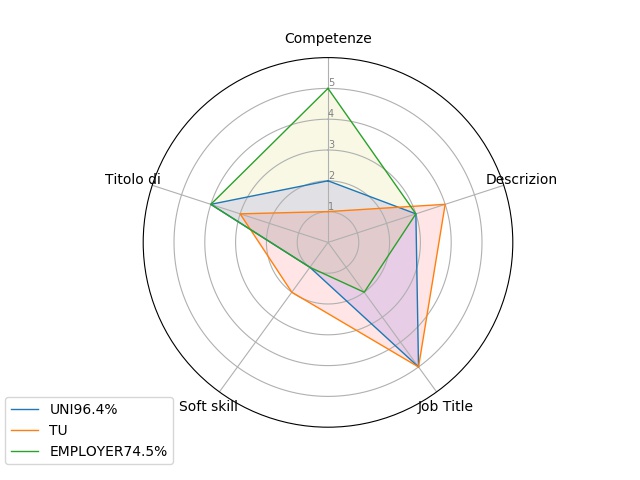 Competenze
5
4
3
2
1
Titolo di
Descrizion
Soft skill
Job Title
UNI96.4%
TU
EMPLOYER74.5%